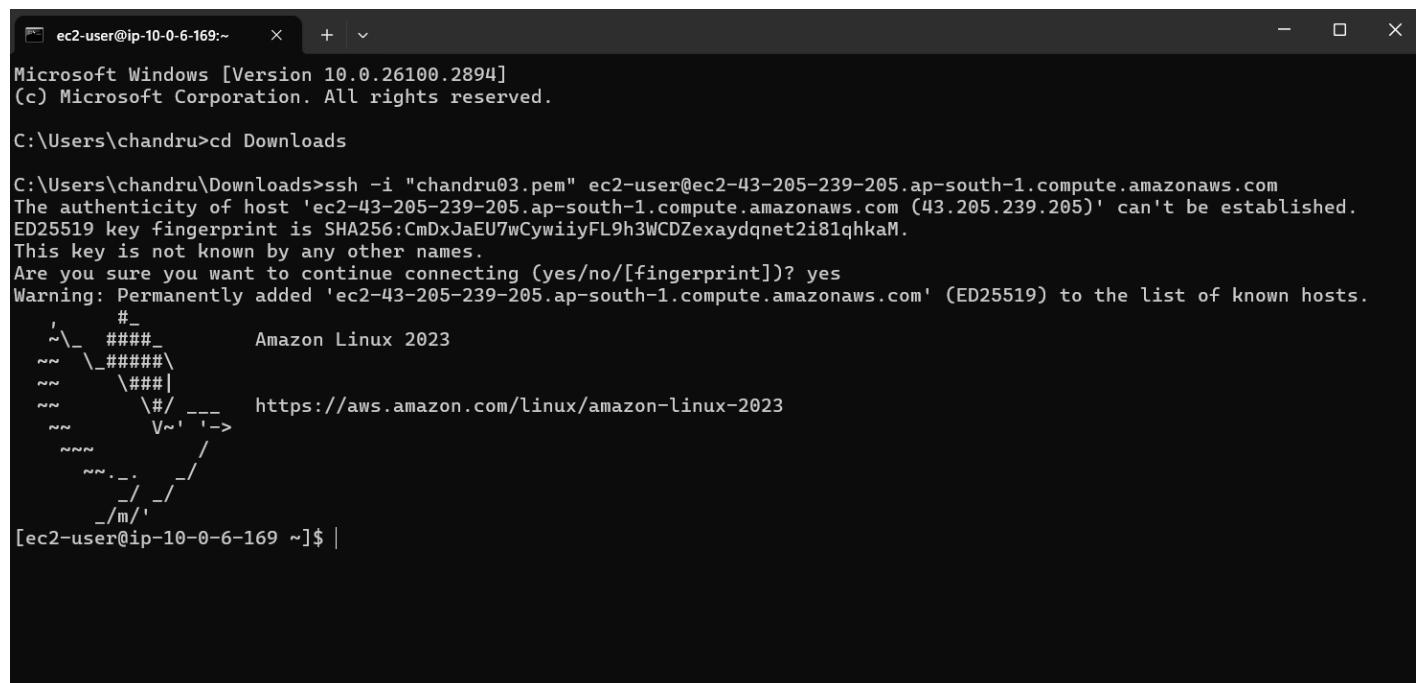 ec2-user@ip-10-0-6-169:~
Microsoft Windows [Version 10.0.26100.2894]
(c) Microsoft Corporation. All rights reserved.
C:\Users\chandru>cd Downloads
C:\Users\chandru\Downloads>ssh -i "chandru03.pem" ec2-user@ec2-43-205-239-205.ap-south-1.compute.amazonaws.com
The authenticity of host 'ec2-43-205-239-205.ap-south-1.compute.amazonaws.com (43.205.239.205)' can't be established.
ED25519 key fingerprint is SHA256:CmDxJaEU7wCywiiyFL9h3WCDZexaydqnet2i81qhkaM.
This key is not known by any other names.
Are you sure you want to continue connecting (yes/no/[fingerprint])? yes
Warning: Permanently added 'ec2-43-205-239-205.ap-south-1.compute.amazonaws.com' (ED25519) to the list of known hosts.
   ,     #_
   ~\_  ####_        Amazon Linux 2023
  ~~  \_#####\
  ~~     \###|
  ~~       \#/ ___   https://aws.amazon.com/linux/amazon-linux-2023
   ~~       V~' '->
    ~~~         /
      ~~._.   _/
         _/ _/
       _/m/'
[ec2-user@ip-10-0-6-169 ~]$